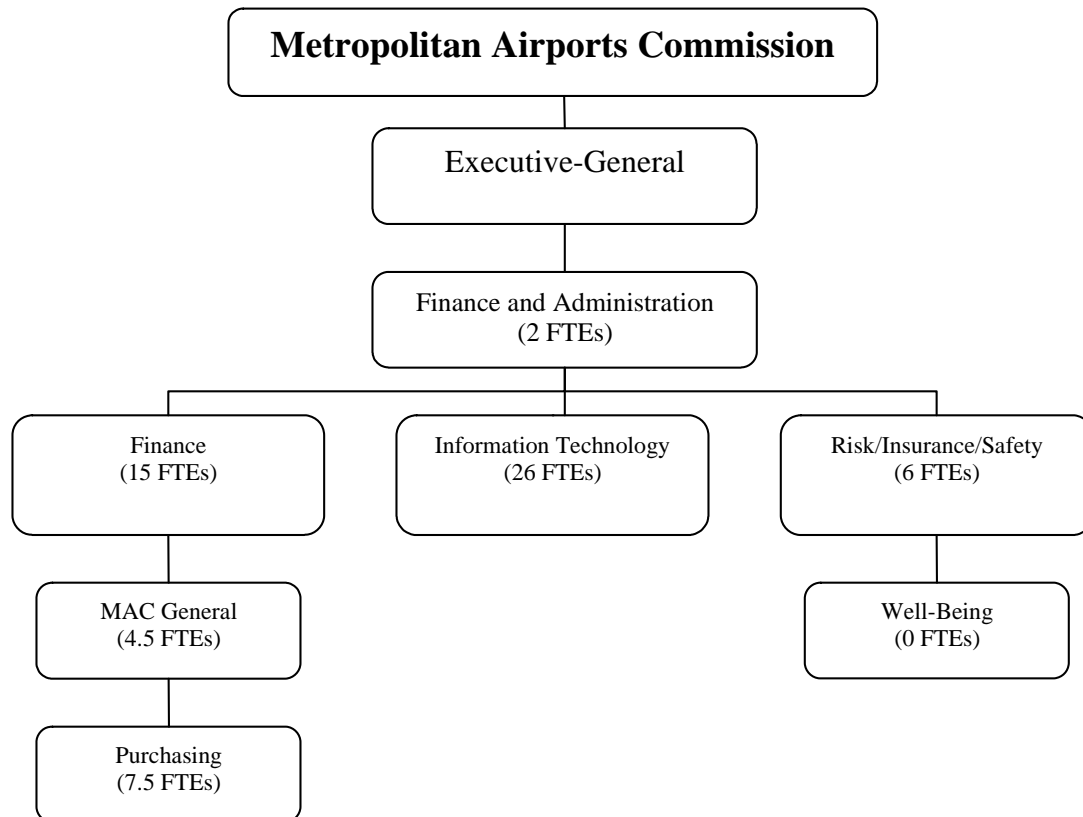 Metropolitan Airports Commission
Executive-General
Finance and Administration
(2 FTEs)
Finance
(15 FTEs)
Information Technology
(26 FTEs)
Risk/Insurance/Safety
(6 FTEs)
MAC General
(4.5 FTEs)
Well-Being
(0 FTEs)
Purchasing
(7.5 FTEs)